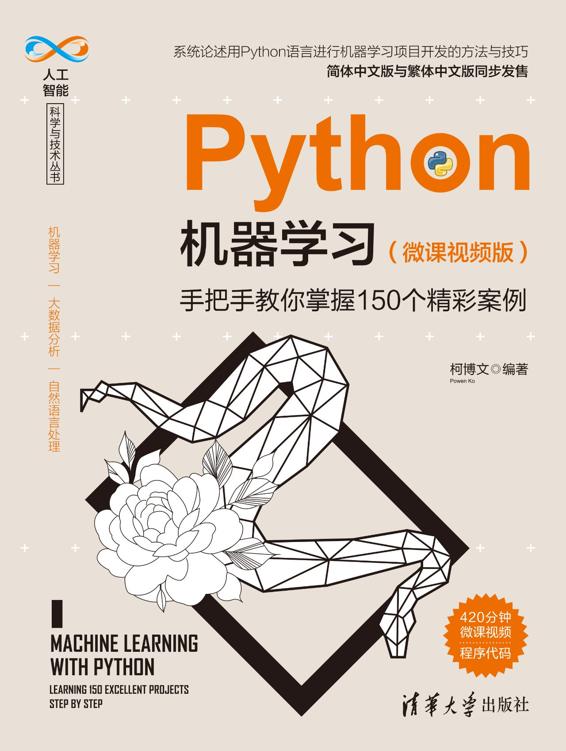 系统论述用Python语言进行机器学习项目开发的方法与技巧
简体中文版与繁体中文版同步发售
人工
智能
科学与技术丛书
Python
机器学习（微课视频版）
手把手教你掌握150个精彩案例
机器学习 | 大数据分析 | 自然语言处理
柯博文◎编著
Powen Ko
MACHINE LEARNING
WITH PYTHON
LEARNING 150 EXCELLENT PROJECTS
STEP BY STEP
420分钟
微课视频
程序代码
清华大学出版社